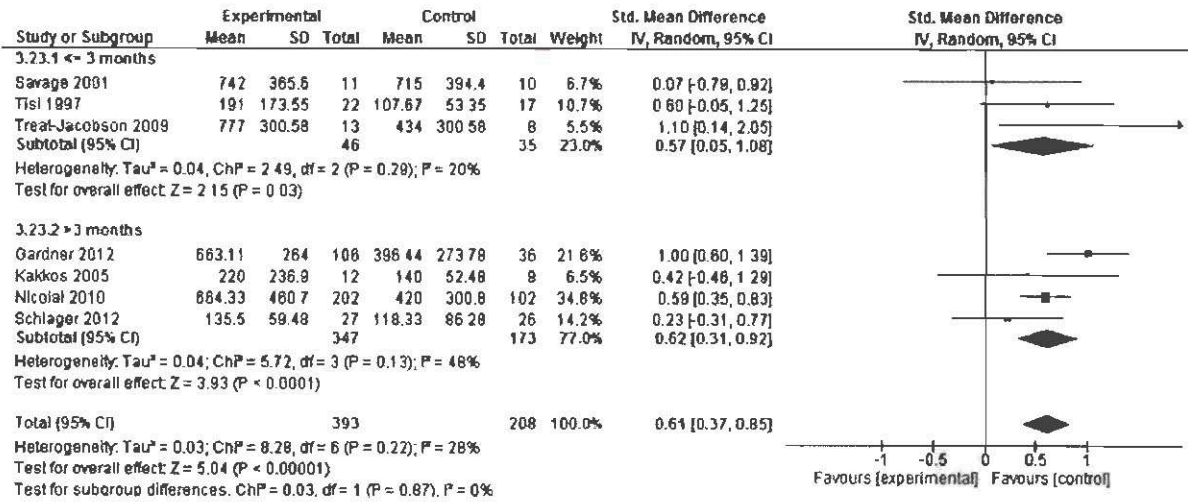 Experimental Control Std. Mean Difference Std. Mean Difference
Study or Subgroup Mean SD Total Mean SD Total Weight IV, Random, 95% CI IV, Random, 95% CI
3.23.1 <= 3 months
Savage 2001 742 365.6 11 715 394.4 10 6.7% 0.07 [-0.79, 0.92]
Tisi 1997 191 173.55 22 107.67 53.35 17 10.7% 0.60 [-0.05, 1.25]
Treat-Jacobson 2009 777 300.58 13 434 300.58 8 5.5% 1.10 [0.14, 2.05]
Subtotal (95% CI) 46 35 23.0% 0.57 [0.05, 1.08]
Heterogeneity: Tau² = 0.04, Chi² = 2.49, df = 2 (P = 0.29); I² = 20%
Test for overall effect: Z = 2.15 (P = 0.03)
3.23.2 > 3 months
Gardner 2012 663.11 264 106 396.44 273.78 36 21.6% 1.00 [0.60, 1.39]
Kakkos 2005 220 236.9 12 140 52.48 9 6.5% 0.42 [-0.46, 1.29]
Nicolai 2010 664.33 460.7 202 420 300.8 102 34.8% 0.59 [0.35, 0.83]
Schlager 2012 135.5 59.48 27 118.33 86.28 26 14.2% 0.23 [-0.31, 0.77]
Subtotal (95% CI) 347 173 77.0% 0.62 [0.31, 0.92]
Heterogeneity: Tau² = 0.04; Chi² = 5.72, df = 3 (P = 0.13); I² = 48%
Test for overall effect: Z = 3.93 (P < 0.0001)
Total (95% CI) 393 208 100.0% 0.61 [0.37, 0.85]
Heterogeneity: Tau² = 0.03; Chi² = 8.28, df = 6 (P = 0.22); I² = 28%
Test for overall effect: Z = 5.04 (P < 0.00001)
Test for subgroup differences. Chi² = 0.03, df = 1 (P = 0.87), I² = 0%
-1 -0.5 0 0.5 1
Favours [experimental] Favours [control]